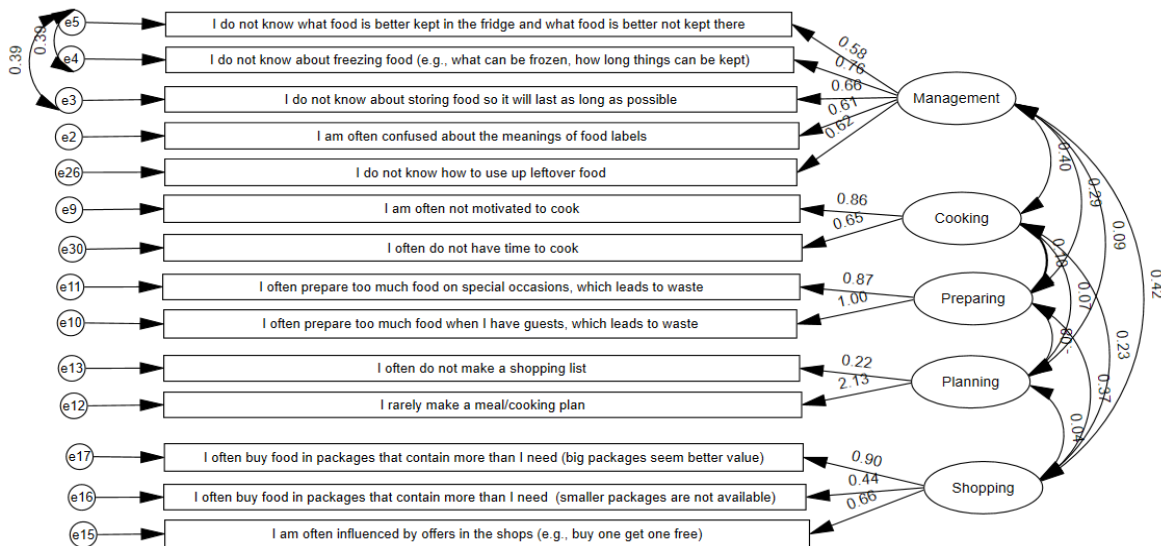 e5 I do not know what food is better kept in the fridge and what food is better not kept there
0.39
0.39
e4 I do not know about freezing food (e.g., what can be frozen, how long things can be kept)
0.58
0.76
e3 I do not know about storing food so it will last as long as possible
0.66
Management
e2 I am often confused about the meanings of food labels
0.61
e26 I do not know how to use up leftover food
0.62
0.40
0.29
0.09
0.42
e9 I am often not motivated to cook
0.86
Cooking
e30 I often do not have time to cook
0.65
0.18
0.07
0.23
e11 I often prepare too much food on special occasions, which leads to waste
0.87
Preparing
e10 I often prepare too much food when I have guests, which leads to waste
1.00
0.37
e13 I often do not make a shopping list
0.22
Planning
e12 I rarely make a meal/cooking plan
2.13
0.04
e17 I often buy food in packages that contain more than I need (big packages seem better value)
0.90
e16 I often buy food in packages that contain more than I need (smaller packages are not available)
0.44
Shopping
e15 I am often influenced by offers in the shops (e.g., buy one get one free)
0.66